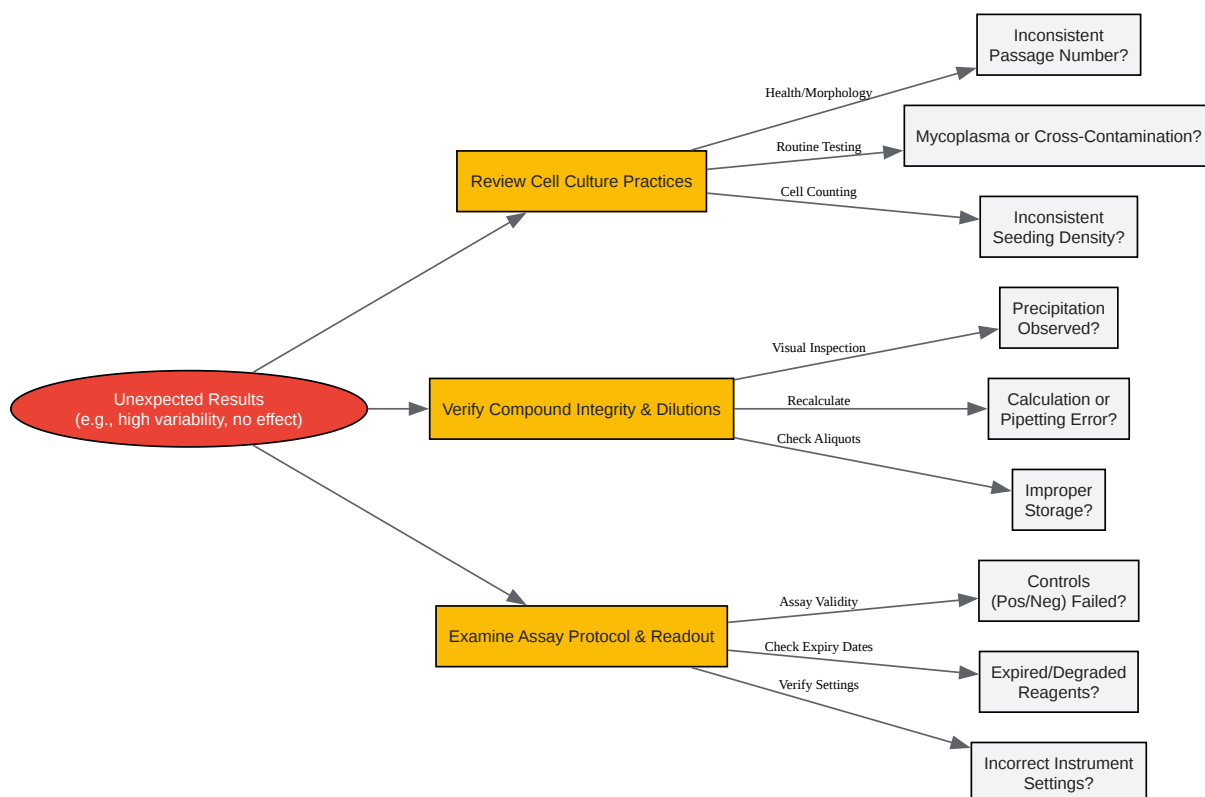 Inconsistent
Passage Number?
Health/Morphology
Mycoplasma or Cross-Contamination?
Routine Testing
Review Cell Culture Practices
Cell Counting
Inconsistent
Seeding Density?
Precipitation
Observed?
Visual Inspection
Unexpected Results
(e.g., high variability, no effect)
Verify Compound Integrity & Dilutions
Recalculate
Calculation or
Pipetting Error?
Check Aliquots
Improper
Storage?
Controls
(Pos/Neg) Failed?
Assay Validity
Examine Assay Protocol & Readout
Check Expiry Dates
Expired/Degraded
Reagents?
Verify Settings
Incorrect Instrument
Settings?